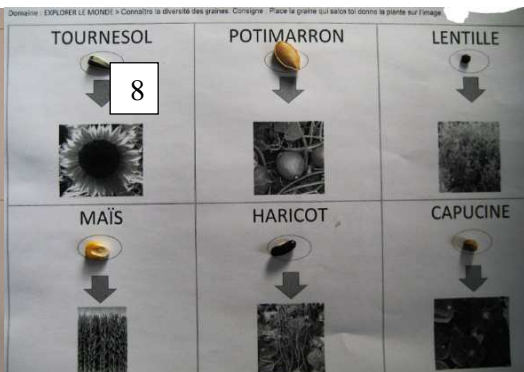 Domaine : EXPLORER LE MONDE > Connaître la diversité des graines. Consigne : Place la graine qui selon toi donne la plante sur l'image.
TOURNESOL POTIMARRON LENTILLE
8
MAÏS HARICOT CAPUCINE